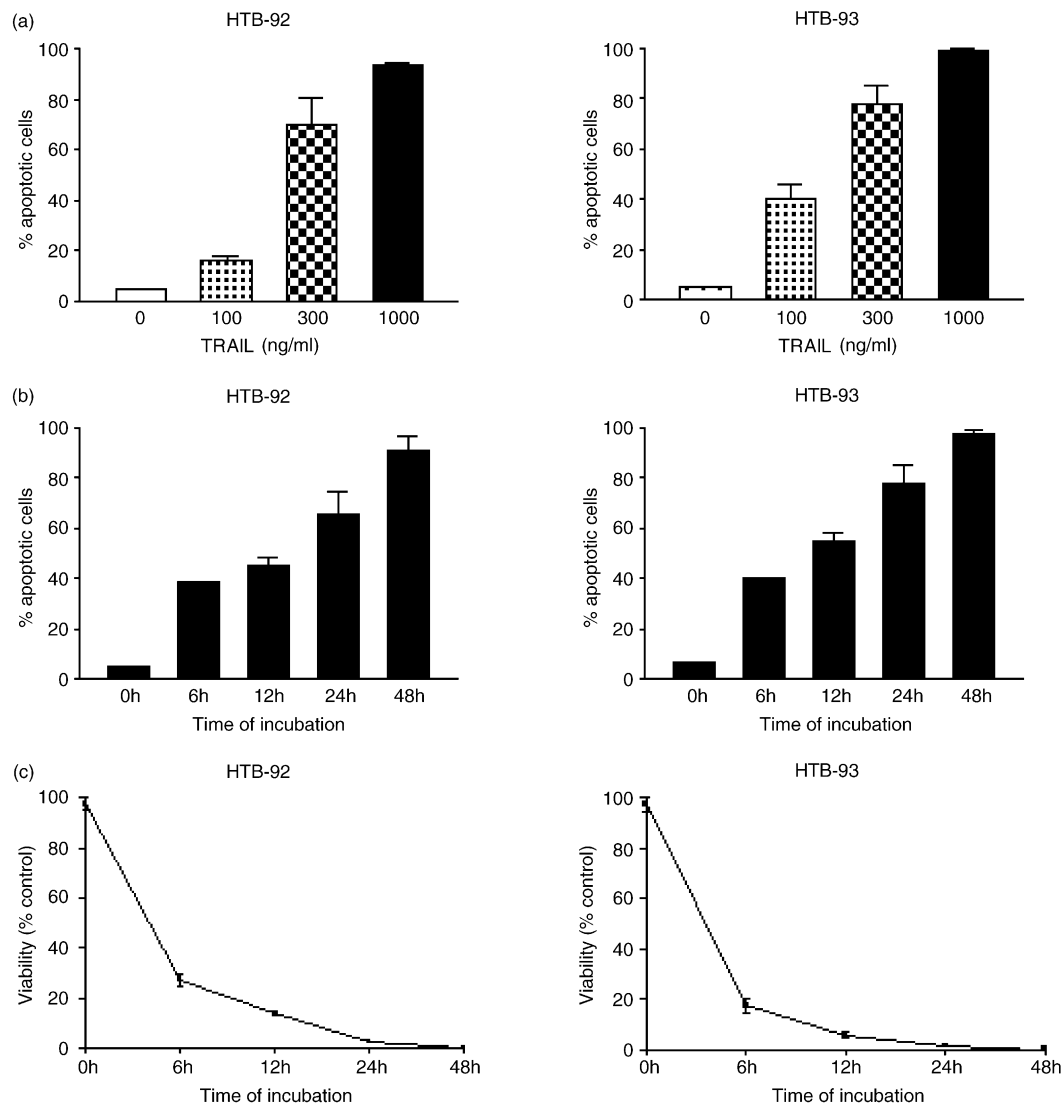 (a)
HTB-92
% apoptotic cells
100
80
60
40
20
0
0 100 300 1000
TRAIL (ng/ml)
HTB-93
% apoptotic cells
100
80
60
40
20
0
0 100 300 1000
TRAIL (ng/ml)
(b)
HTB-92
% apoptotic cells
100
80
60
40
20
0
0h 6h 12h 24h 48h
Time of incubation
HTB-93
% apoptotic cells
100
80
60
40
20
0
0h 6h 12h 24h 48h
Time of incubation
(c)
HTB-92
Viability (% control)
100
80
60
40
20
0
0h 6h 12h 24h 48h
Time of incubation
HTB-93
Viability (% control)
100
80
60
40
20
0
0h 6h 12h 24h 48h
Time of incubation